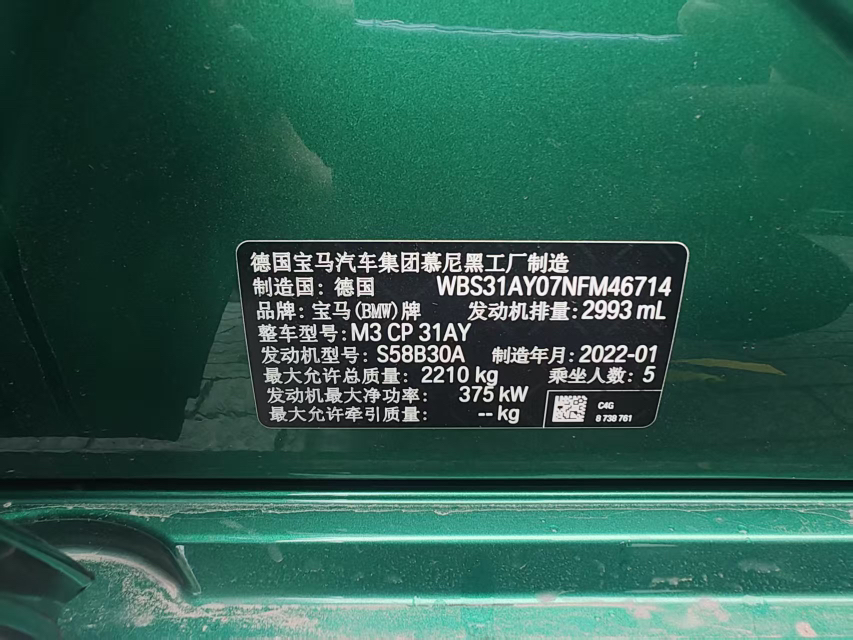 德国宝马汽车集团慕尼黑工厂制造
制造国：德国 WBS31AY07NFM46714
品牌：宝马(BMW)牌 发动机排量：2993 mL
整车型号：M3 CP 31AY
发动机型号：S58B30A 制造年月：2022-01
最大允许总质量：2210 kg 乘坐人数：5
发动机最大净功率：375 kW
最大允许牵引质量：-- kg
C4G
8 738 761